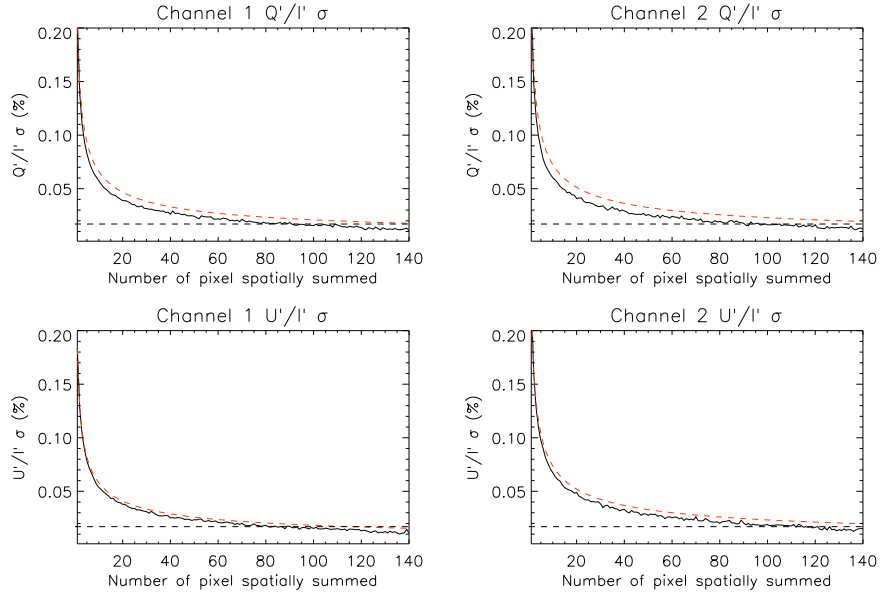 Channel 1 Q'/I' σ
Q'/I' σ (%)
0.20
0.15
0.10
0.05
20 40 60 80 100 120 140
Number of pixel spatially summed
Channel 2 Q'/I' σ
Q'/I' σ (%)
0.20
0.15
0.10
0.05
20 40 60 80 100 120 140
Number of pixel spatially summed
Channel 1 U'/I' σ
U'/I' σ (%)
0.20
0.15
0.10
0.05
20 40 60 80 100 120 140
Number of pixel spatially summed
Channel 2 U'/I' σ
U'/I' σ (%)
0.20
0.15
0.10
0.05
20 40 60 80 100 120 140
Number of pixel spatially summed